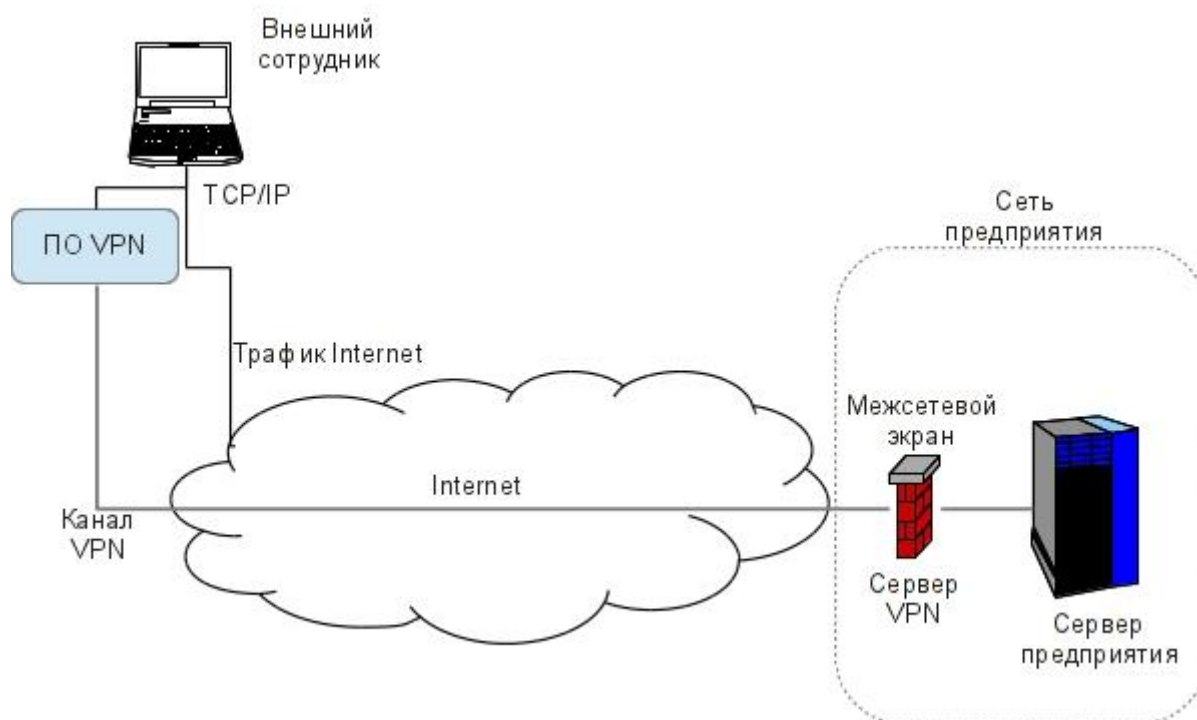 Внешний
сотрудник
TCP/IP
ПО VPN
Сеть
предприятия
Трафик Internet
Межсетевой
экран
Internet
Канал
VPN
Сервер
VPN
Сервер
предприятия